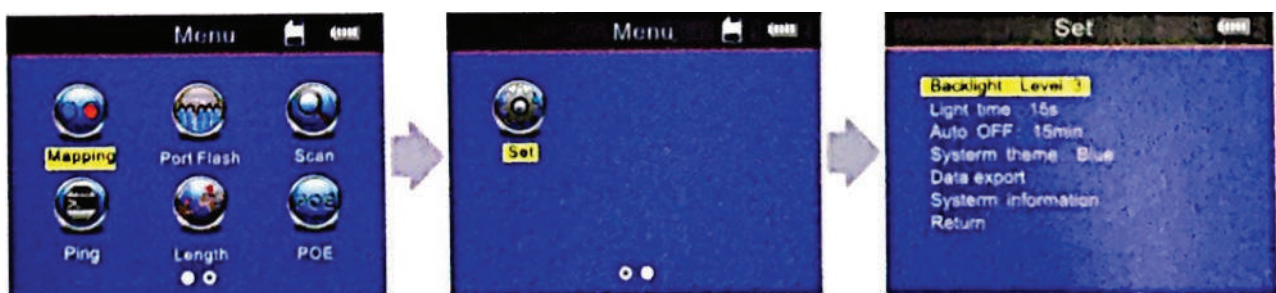 Menu
Mapping
Port Flash
Scan
Ping
Length
POE
Menu
Set
Set
Backlight Level 3
Light time 15s
Auto OFF 15min
Systerm theme Blue
Data export
Systerm information
Return